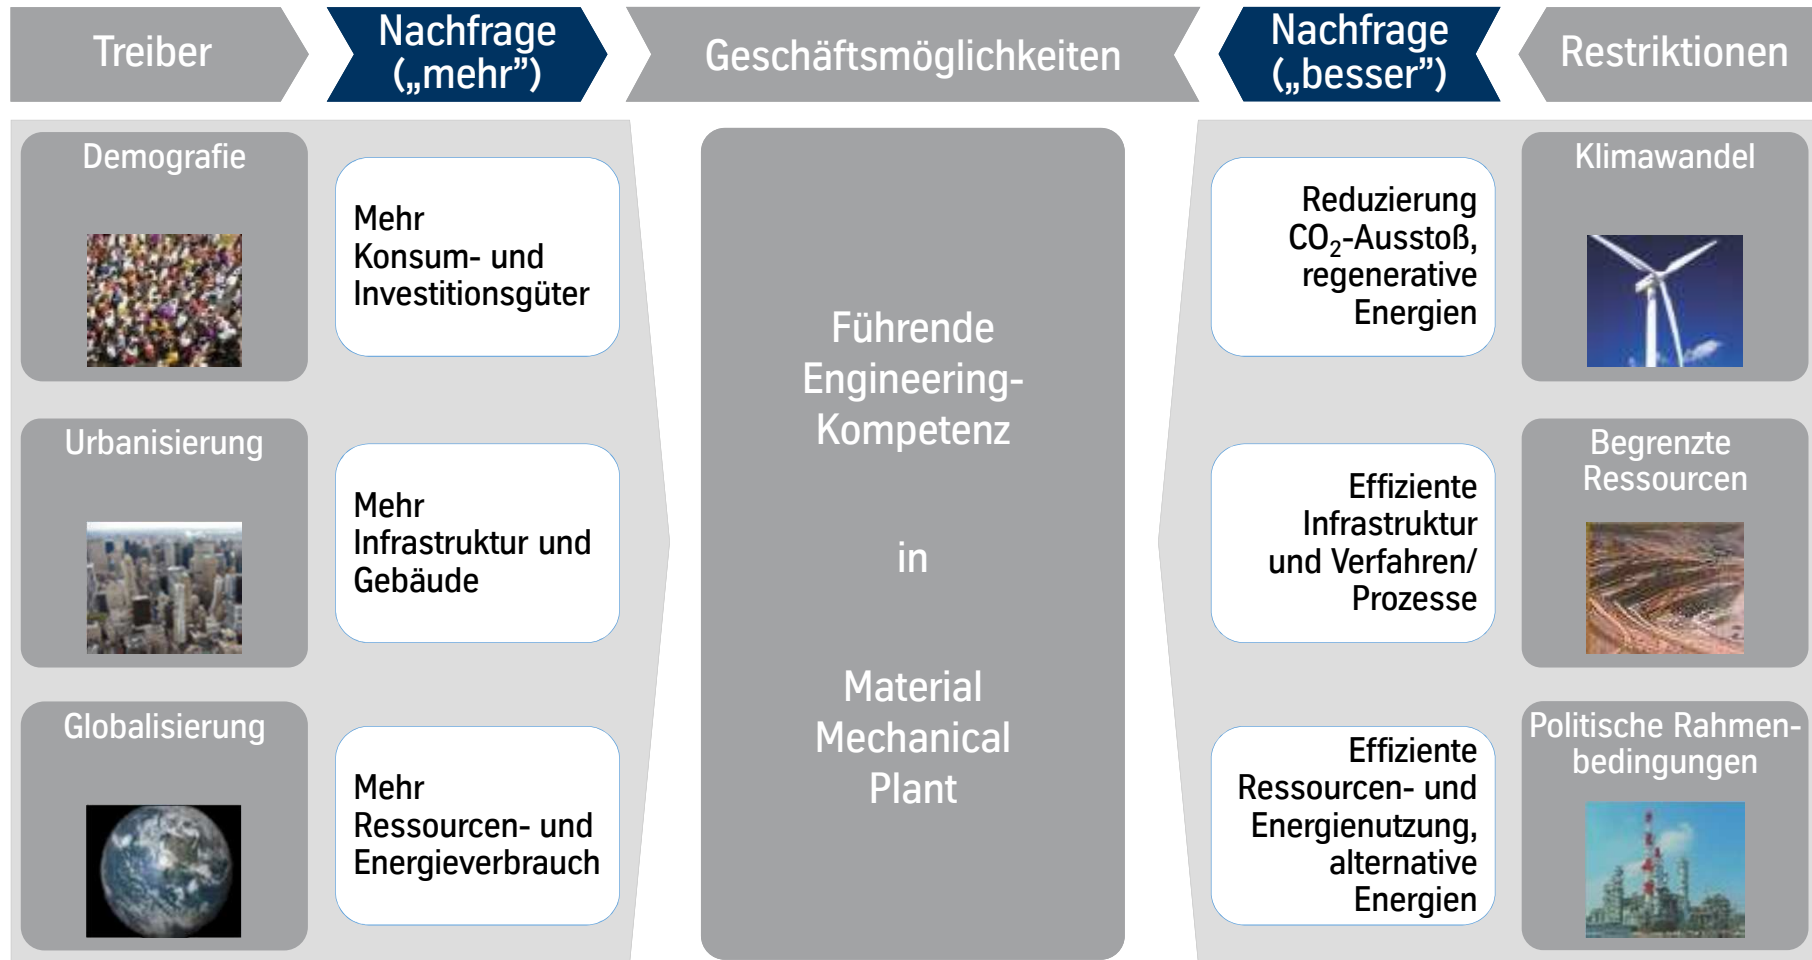 Treiber
Nachfrage
(„mehr”)
Geschäftsmöglichkeiten
Nachfrage
(„besser”)
Restriktionen
Demografie
Mehr
Konsum- und
Investitionsgüter
Urbanisierung
Mehr
Infrastruktur und
Gebäude
Globalisierung
Mehr
Ressourcen- und
Energieverbrauch
Führende
Engineering-
Kompetenz
in
Material
Mechanical
Plant
Reduzierung
CO₂-Ausstoß,
regenerative
Energien
Klimawandel
Effiziente
Infrastruktur
und Verfahren/
Prozesse
Begrenzte
Ressourcen
Effiziente
Ressourcen- und
Energienutzung,
alternative
Energien
Politische Rahmen-
bedingungen